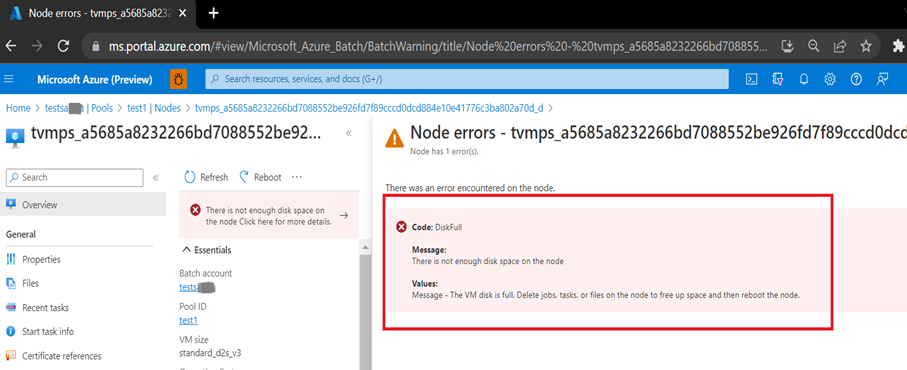 Node errors - tvmps_a5685a8232
ms.portal.azure.com/#view/Microsoft_Azure_Batch/BatchWarning/title/Node%20errors%20-%20tvmps_a5685a8232266bd708855...
Microsoft Azure (Preview)
Search resources, services, and docs (G+/)
Home > testsa | Pools > test1 | Nodes > tvmps_a5685a8232266bd7088552be926fd7f89cccd0dcd884e10e41776c3ba802a70d_d >
tvmps_a5685a8232266bd7088552be92... «
Search «
Overview
General
Properties
Files
Recent tasks
Start task info
Certificate references
Refresh Reboot ...
There is not enough disk space on
the node Click here for more details.
Essentials
Batch account
tests
Pool ID
test1
VM size
standard_d2s_v3
Node errors - tvmps_a5685a8232266bd7088552be926fd7f89cccd0dcd
Node has 1 error(s).
There was an error encountered on the node.
Code: DiskFull
Message:
There is not enough disk space on the node
Values:
Message - The VM disk is full. Delete jobs, tasks, or files on the node to free up space and then reboot the node.